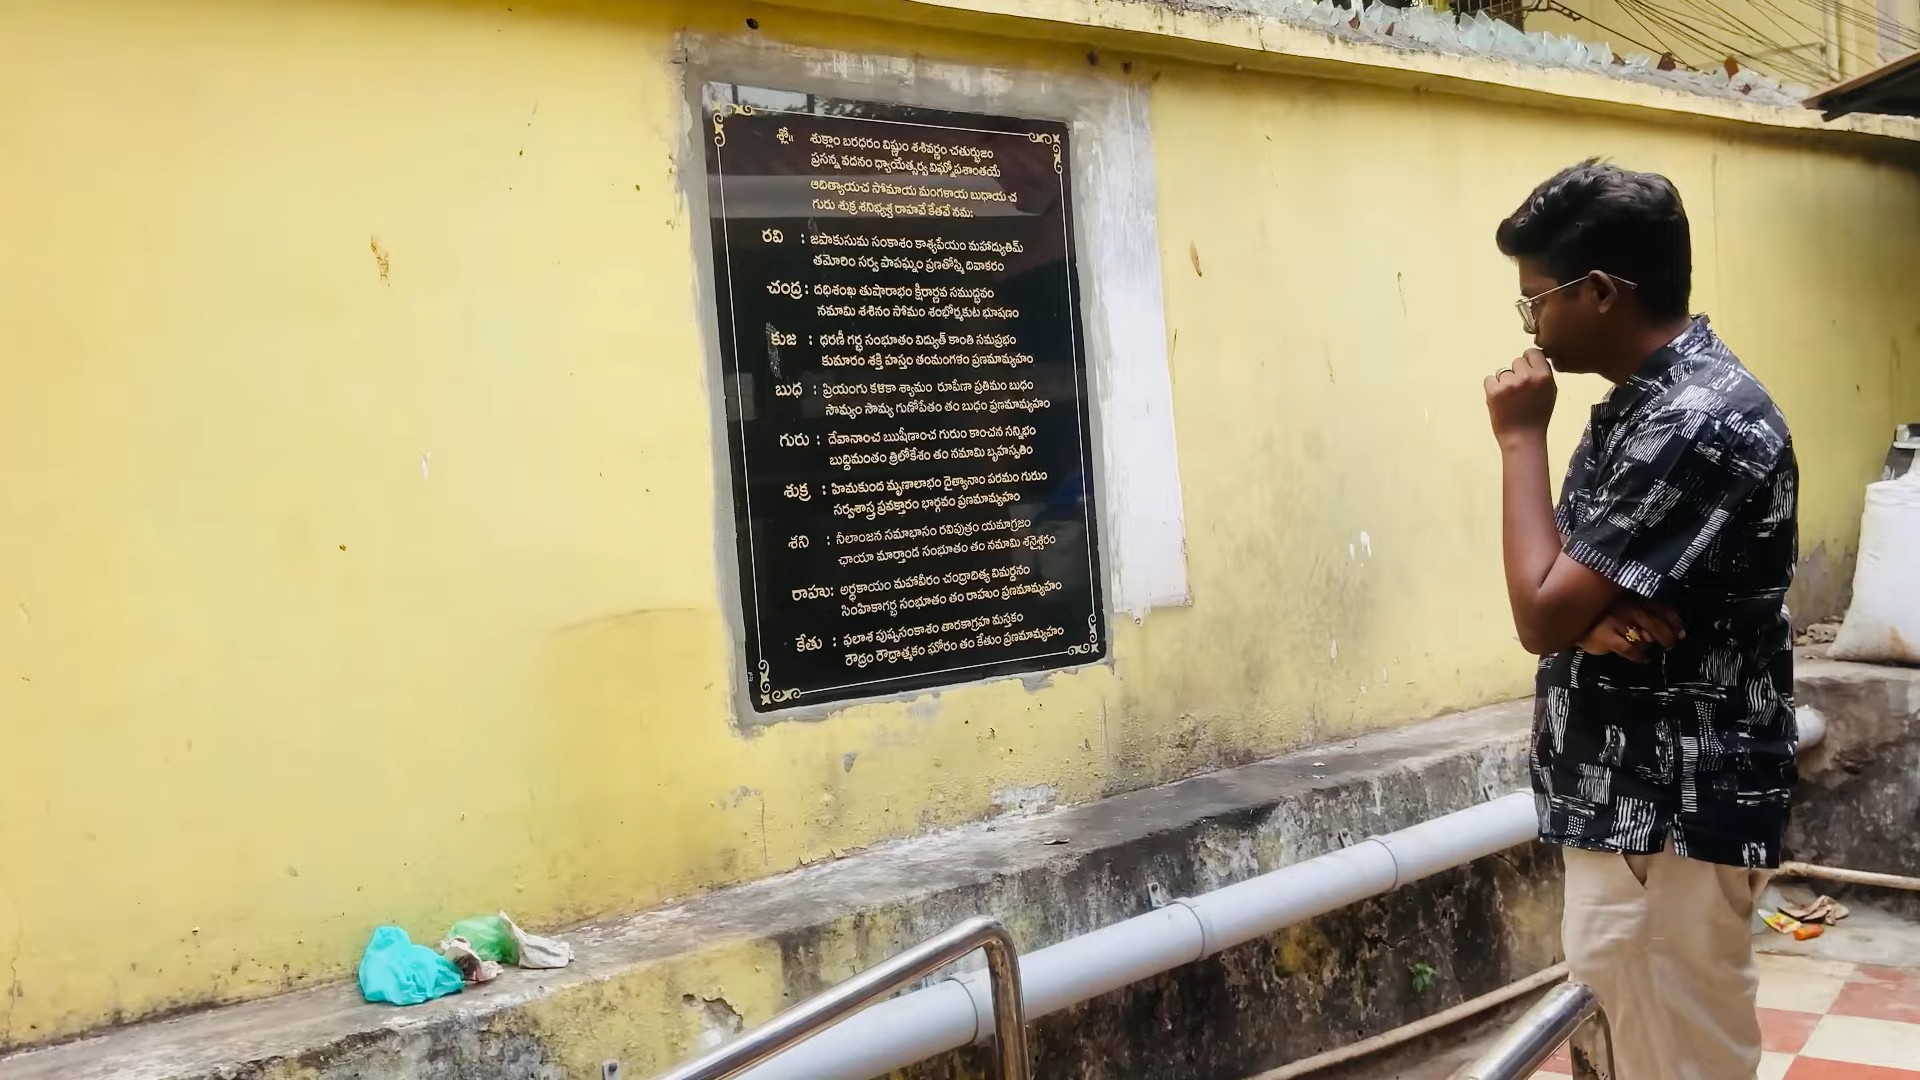 శ్లో॥ శుక్లాం బరధరం విష్ణుం శశివర్ణం చతుర్భుజం
ప్రసన్న వదనం ధ్యాయేత్సర్వ విఘ్నోపశాంతయే
ఆదిత్యాయచ సోమాయ మంగళాయ బుధాయ చ
గురు శుక్ర శనిభ్యశ్చ రాహవే కేతవే నమః
రవి : జపాకుసుమ సంకాశం కాశ్యపేయం మహాద్యుతిమ్
తమోరిం సర్వ పాపఘ్నం ప్రణతోస్మి దివాకరం
చంద్ర : దధిశంఖ తుషారాభం క్షీరార్ణవ సముద్భవం
నమామి శశినం సోమం శంభోర్మకుట భూషణం
కుజ : ధరణీ గర్భ సంభూతం విద్యుత్ కాంతి సమప్రభం
కుమారం శక్తి హస్తం తంమంగళం ప్రణమామ్యహం
బుధ : ప్రియంగు కళికా శ్యామం రూపేణా ప్రతిమం బుధం
సౌమ్యం సౌమ్య గుణోపేతం తం బుధం ప్రణమామ్యహం
గురు : దేవానాంచ ఋషీణాంచ గురుం కాంచన సన్నిభం
బుద్ధిమంతం త్రిలోకేశం తం నమామి బృహస్పతిం
శుక్ర : హిమకుంద మృణాలాభం దైత్యానాం పరమం గురుం
సర్వశాస్త్ర ప్రవక్తారం భార్గవం ప్రణమామ్యహం
శని : నీలాంజన సమాభాసం రవిపుత్రం యమాగ్రజం
ఛాయా మార్తాండ సంభూతం తం నమామి శనైశ్చరం
రాహు : అర్ధకాయం మహావీరం చంద్రాదిత్య విమర్దనం
సింహికాగర్భ సంభూతం తం రాహుం ప్రణమామ్యహం
కేతు : ఫలాశ పుష్పసంకాశం తారకాగ్రహ మస్తకం
రౌద్రం రౌద్రాత్మకం ఘోరం తం కేతుం ప్రణమామ్యహం